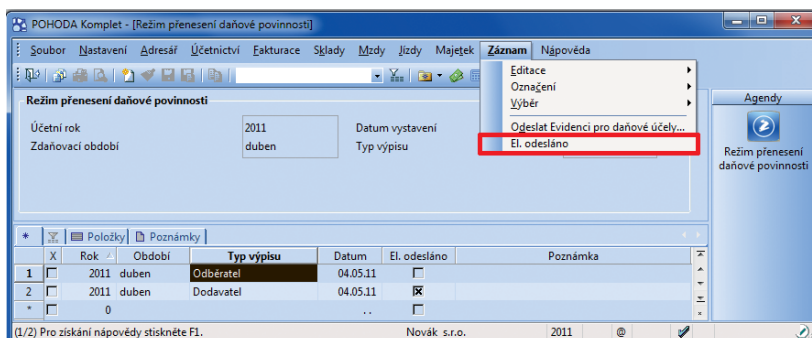 POHODA Komplet - [Režim přenesení daňové povinnosti]
Soubor Nastavení Adresář Účetnictví Fakturace Sklady Mzdy Jízdy Majetek Záznam Nápověda
Editace
Označení
Výběr
Odeslat Evidenci pro daňové účely...
El. odesláno
Agendy
Režim přenesení
daňové povinnosti
Režim přenesení daňové povinnosti
Účetní rok 2011 Datum vystavení
Zdaňovací období duben Typ výpisu
* Položky Poznámky
X Rok Období Typ výpisu Datum El. odesláno Poznámka
1 2011 duben Odběratel 04.05.11
2 2011 duben Dodavatel 04.05.11
* 0 . .
(1/2) Pro získání nápovědy stiskněte F1. Novák s.r.o. 2011 @